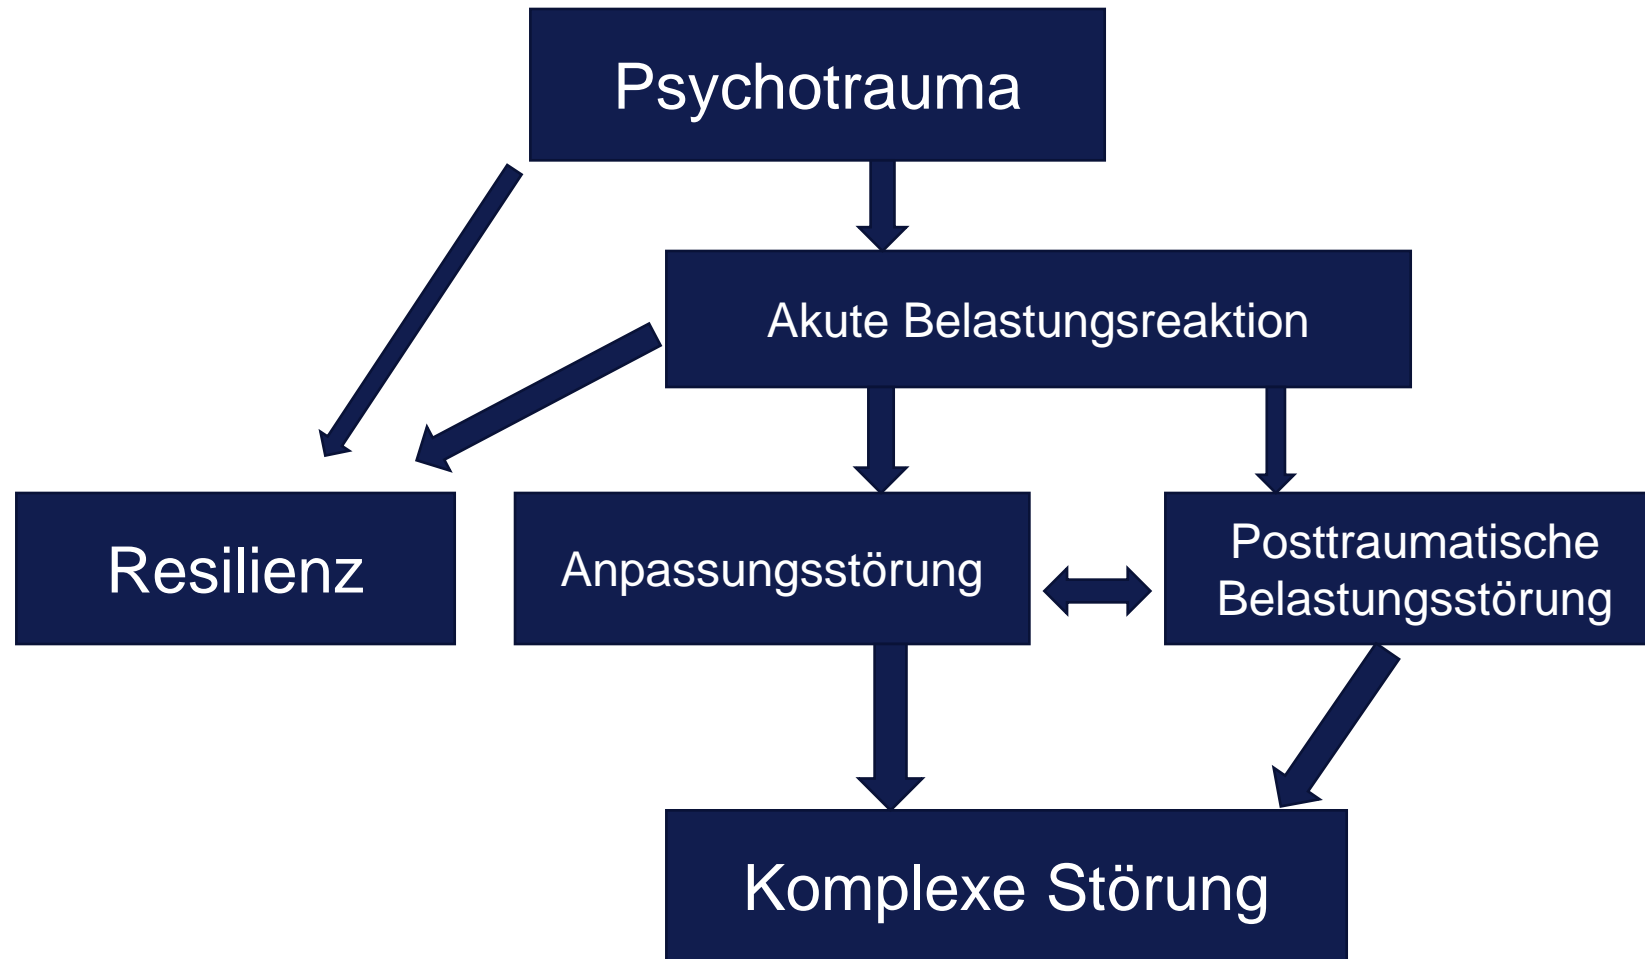 Psychotrauma
Akute Belastungsreaktion
Resilienz
Anpassungsstörung
Posttraumatische
Belastungsstörung
Komplexe Störung